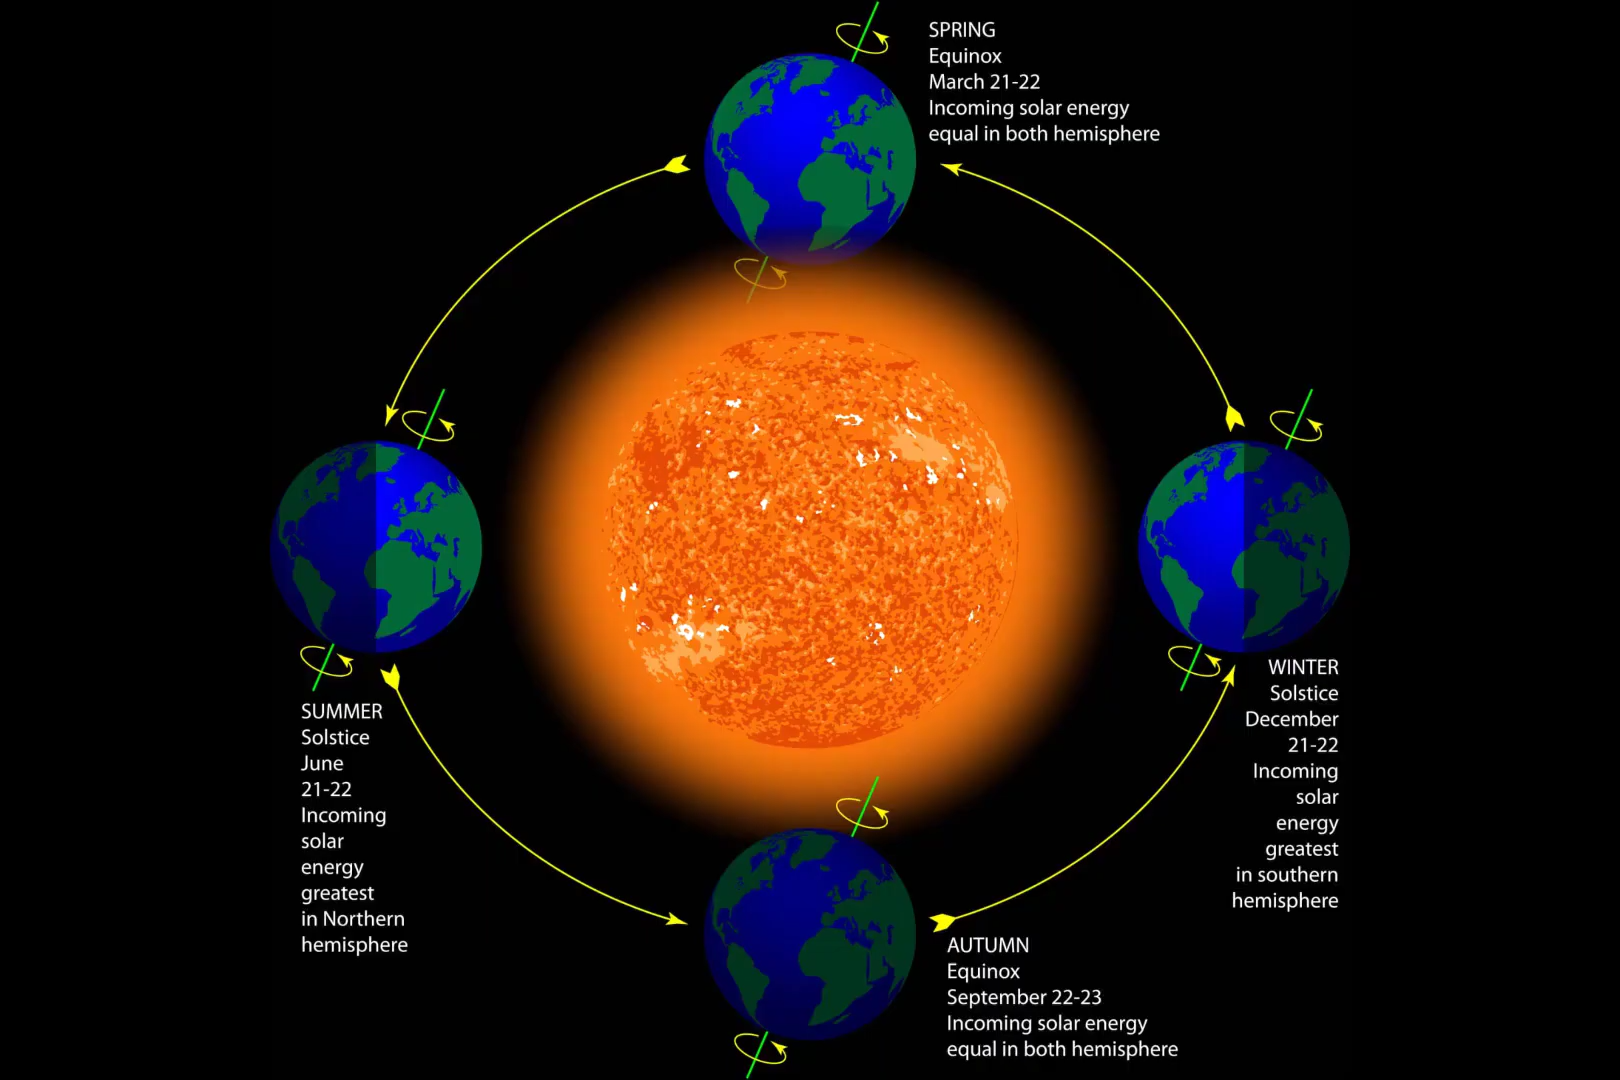 SPRING
Equinox
March 21-22
Incoming solar energy
equal in both hemisphere
SUMMER
Solstice
June
21-22
Incoming
solar
energy
greatest
in Northern
hemisphere
WINTER
Solstice
December
21-22
Incoming
solar
energy
greatest
in southern
hemisphere
AUTUMN
Equinox
September 22-23
Incoming solar energy
equal in both hemisphere